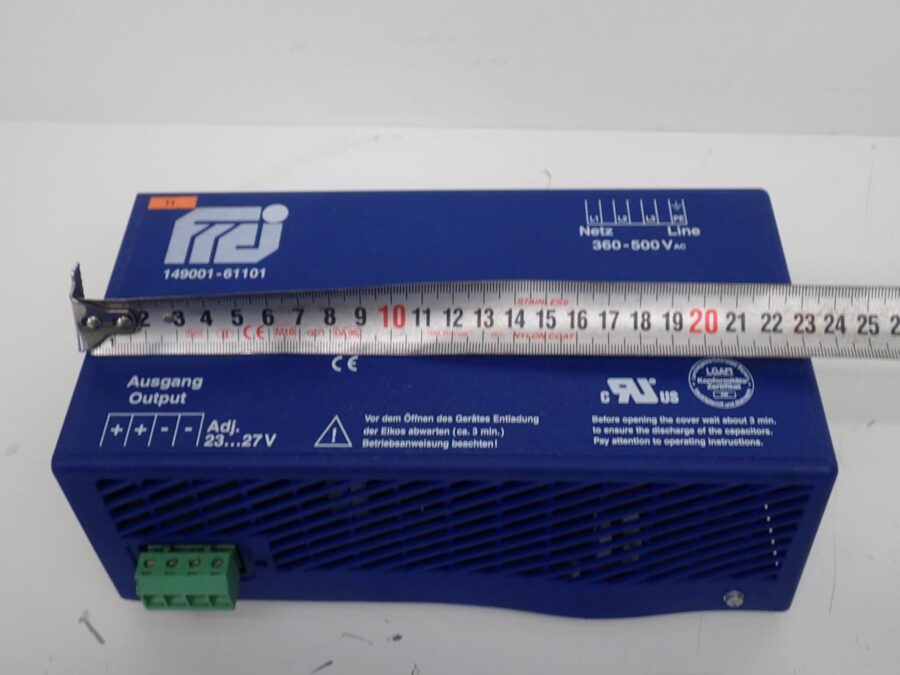 L1 L2 L3 PE
Netz Line
360-500 VAC
149001-61101
STAINLESS
2 3 4 5 6 7 8 9 10 11 12 13 14 15 16 17 18 19 20 21 22 23 24 25
NYLON COAT
CE
Ausgang
Output
+ + - -
Adj.
23...27V
Vor dem Öffnen des Gerätes Entladung
der Elkos abwarten (ca. 3 min.)
Betriebsanweisung beachten!
c US
LGA
Konformitäts-
Zertifikat
Before opening the cover wait about 3 min.
to ensure the discharge of the capacitors.
Pay attention to operating instructions.